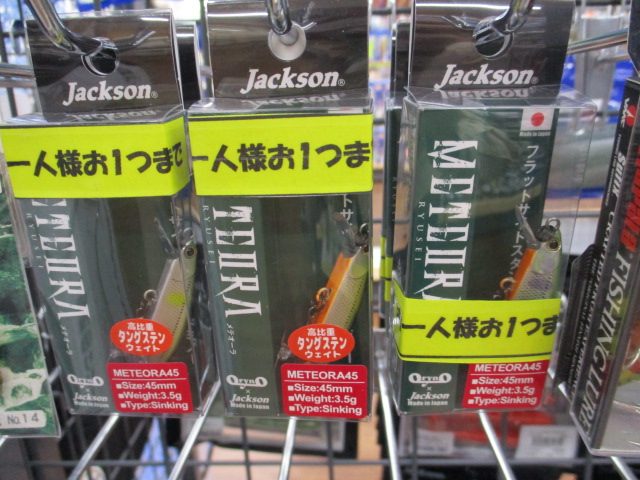 Jackson
一人様お1つまで
METEORA
RYUSEI
高比重
タングステン
ウェイト
METEORA45
■Size:45mm
■Weight:3.5g
■Type:Sinking
Jackson
Made in Japan
No.14
Jackson
一人様お1つま
METEORA
RYUSEI
メテオーラ
高比重
タングステン
ウェイト
METEORA45
■Size:45mm
■Weight:3.5g
■Type:Sinking
Jackson
Made in Japan
Jackson
Made in Japan
フラットサ
METEORA
RYUSEI
一人様お1つま
METEORA45
■Size:45mm
■Weight:3.5g
■Type:Sinking
Jackson
Made in Japan
FISHING LURE